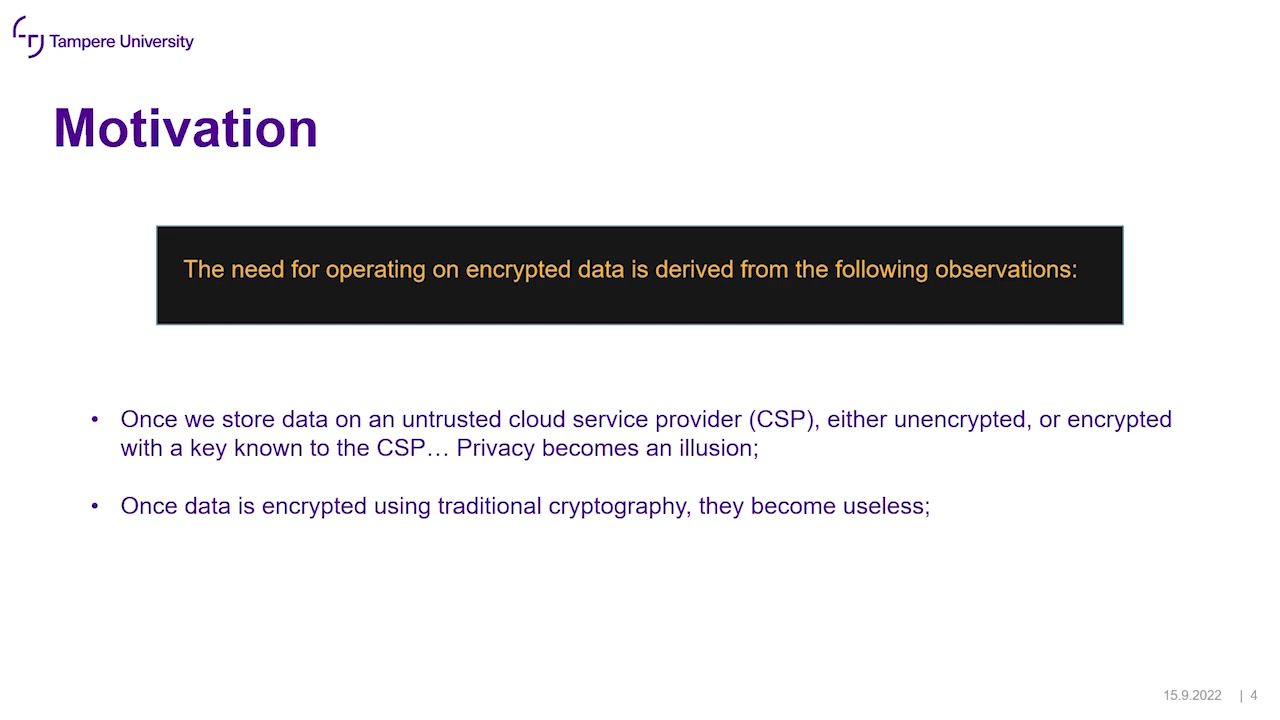 Tampere University
Motivation
The need for operating on encrypted data is derived from the following observations:
• Once we store data on an untrusted cloud service provider (CSP), either unencrypted, or encrypted
with a key known to the CSP… Privacy becomes an illusion;
• Once data is encrypted using traditional cryptography, they become useless;
15.9.2022 | 4